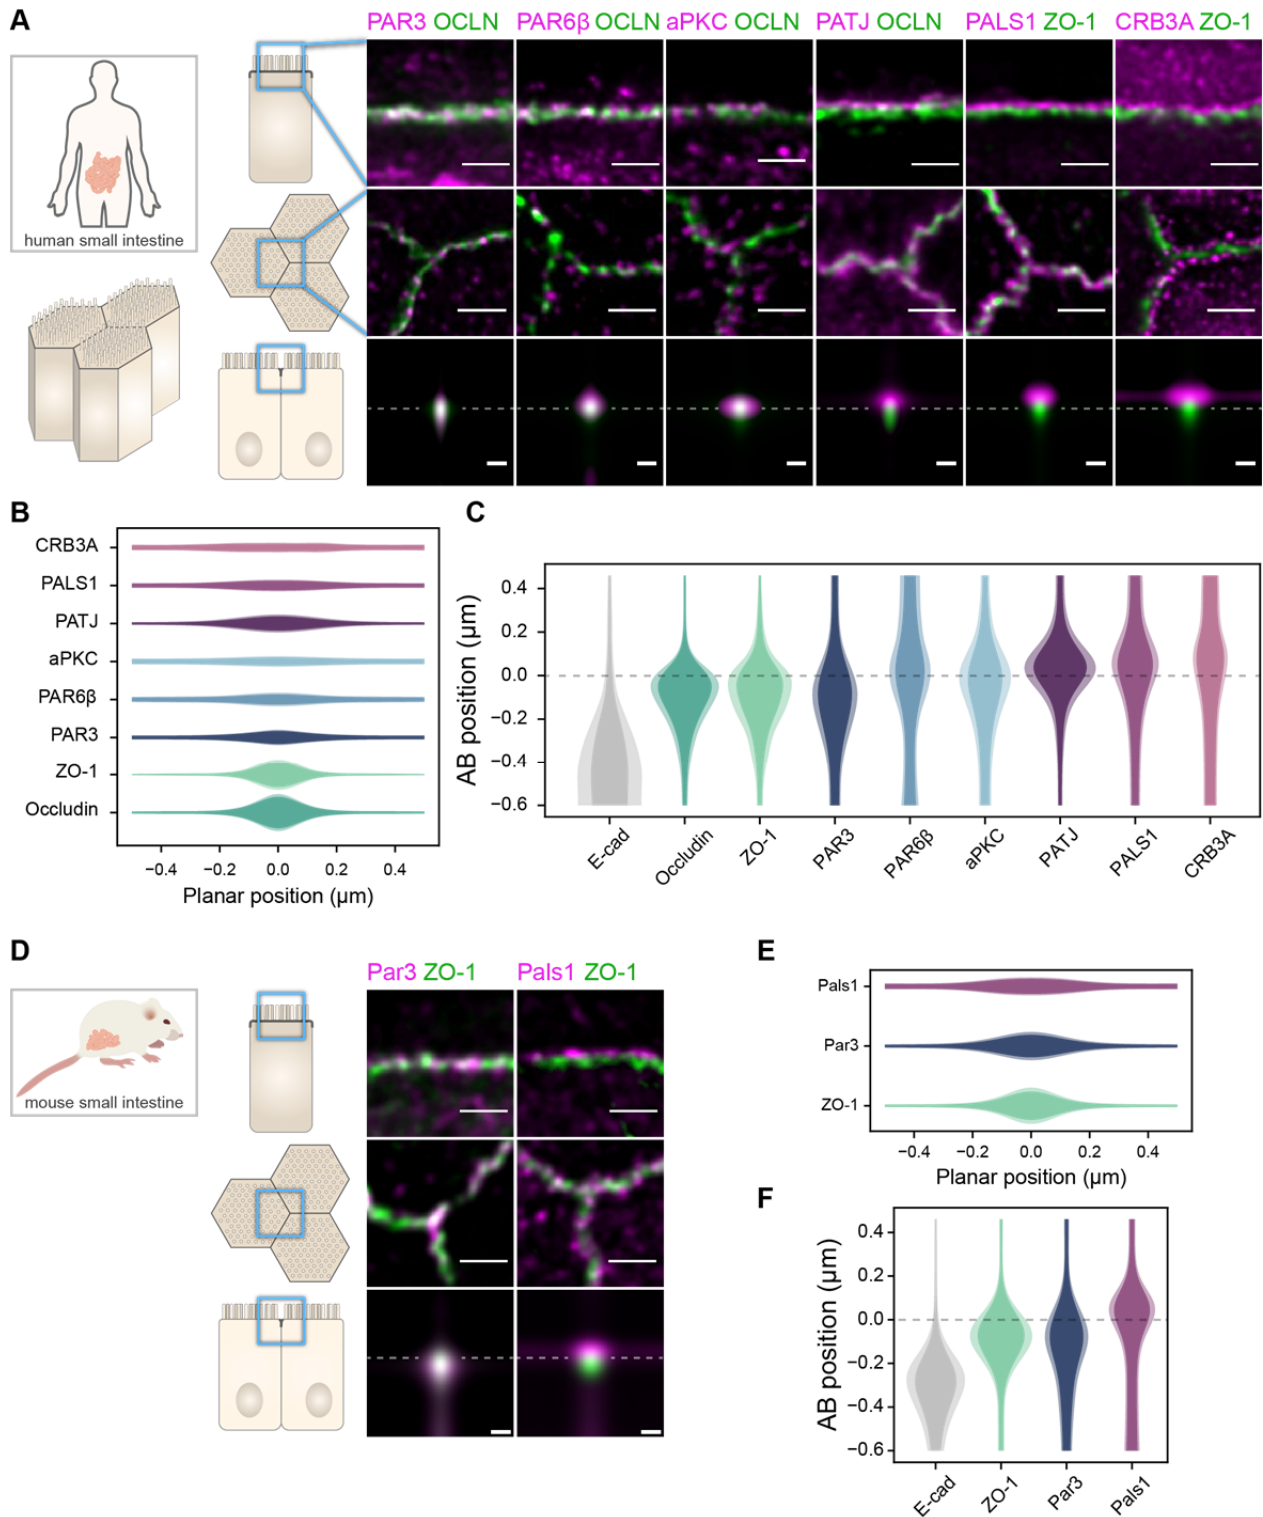 A
PAR3 OCLN PAR6β OCLN aPKC OCLN PATJ OCLN PALS1 ZO-1 CRB3A ZO-1
human small intestine
B
CRB3A
PALS1
PATJ
aPKC
PAR6β
PAR3
ZO-1
Occludin
−0.4 −0.2 0.0 0.2 0.4
Planar position (µm)
C
AB position (µm)
0.4
0.2
0.0
−0.2
−0.4
−0.6
E-cad Occludin ZO-1 PAR3 PAR6β aPKC PATJ PALS1 CRB3A
D
Par3 ZO-1 Pals1 ZO-1
mouse small intestine
E
Pals1
Par3
ZO-1
−0.4 −0.2 0.0 0.2 0.4
Planar position (µm)
F
AB position (µm)
0.4
0.2
0.0
−0.2
−0.4
−0.6
E-cad ZO-1 Par3 Pals1